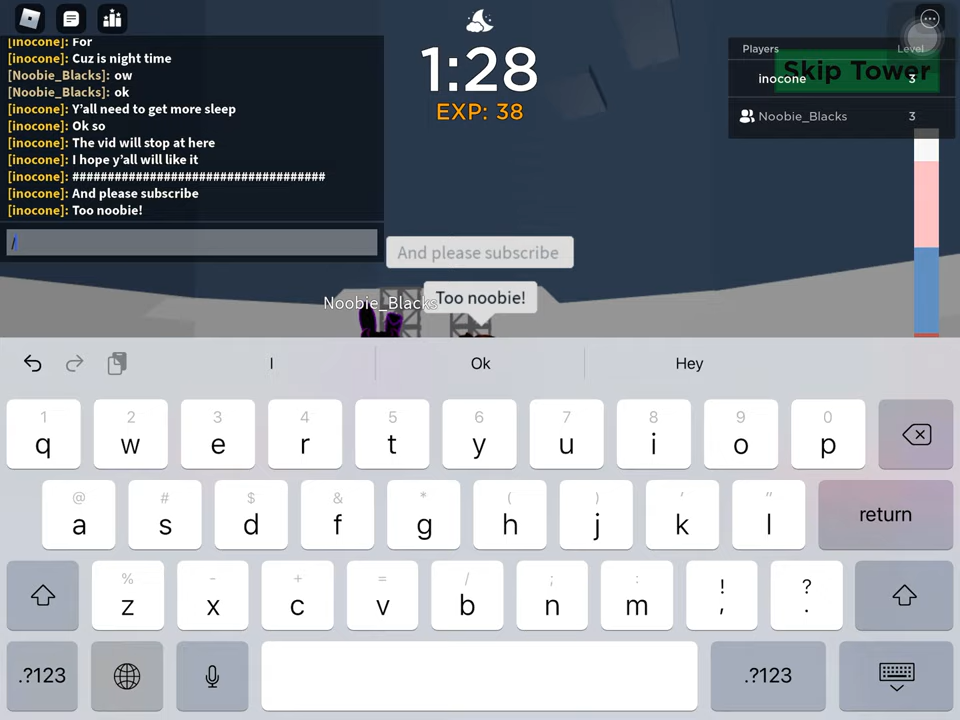 [inocone]: For
[inocone]: Cuz is night time
[Noobie_Blacks]: ow
[Noobie_Blacks]: ok
[inocone]: Y'all need to get more sleep
[inocone]: Ok so
[inocone]: The vid will stop at here
[inocone]: I hope y'all will like it
[inocone]: ####################################
[inocone]: And please subscribe
[inocone]: Too noobie!
/
1:28
EXP: 38
Players Level
Skip Tower
inocone 3
Noobie_Blacks 3
And please subscribe
Too noobie!
Noobie_Blacks
I Ok Hey
1 2 3 4 5 6 7 8 9 0
q w e r t y u i o p
@ # $ & * ( ) ' "
a s d f g h j k l return
% - + = / ; : ! ?
z x c v b n m , .
.?123 .?123